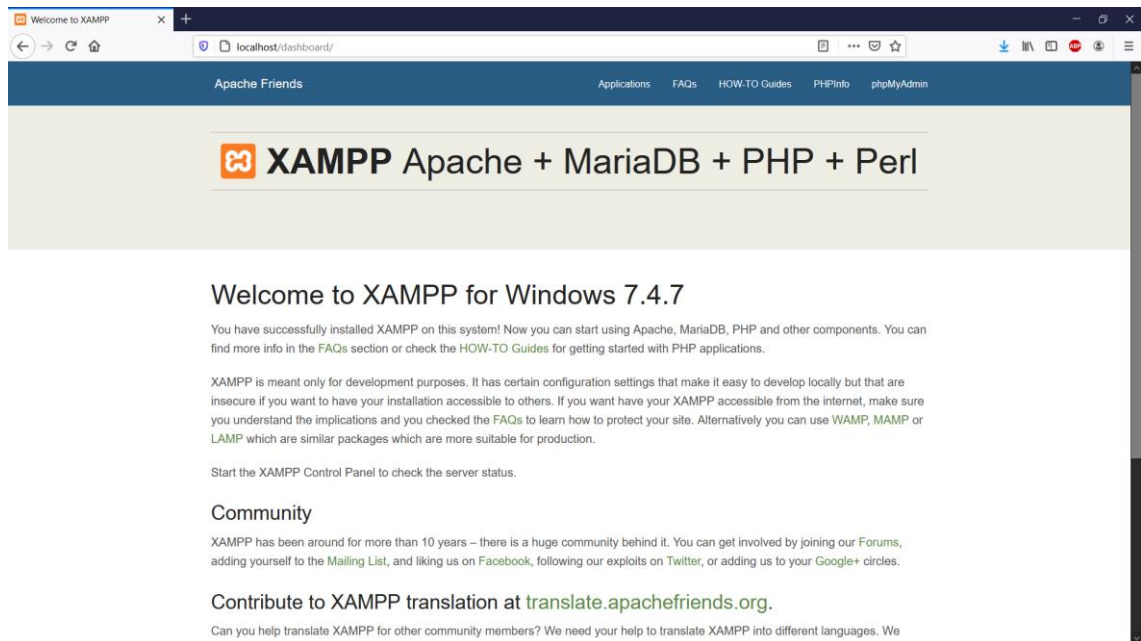 Welcome to XAMPP
localhost/dashboard/
ABP
Apache Friends
Applications FAQs HOW-TO Guides PHPInfo phpMyAdmin
XAMPP Apache + MariaDB + PHP + Perl
Welcome to XAMPP for Windows 7.4.7
You have successfully installed XAMPP on this system! Now you can start using Apache, MariaDB, PHP and other components. You can
find more info in the FAQs section or check the HOW-TO Guides for getting started with PHP applications.
XAMPP is meant only for development purposes. It has certain configuration settings that make it easy to develop locally but that are
insecure if you want to have your installation accessible to others. If you want have your XAMPP accessible from the internet, make sure
you understand the implications and you checked the FAQs to learn how to protect your site. Alternatively you can use WAMP, MAMP or
LAMP which are similar packages which are more suitable for production.
Start the XAMPP Control Panel to check the server status.
Community
XAMPP has been around for more than 10 years – there is a huge community behind it. You can get involved by joining our Forums,
adding yourself to the Mailing List, and liking us on Facebook, following our exploits on Twitter, or adding us to your Google+ circles.
Contribute to XAMPP translation at translate.apachefriends.org.
Can you help translate XAMPP for other community members? We need your help to translate XAMPP into different languages. We